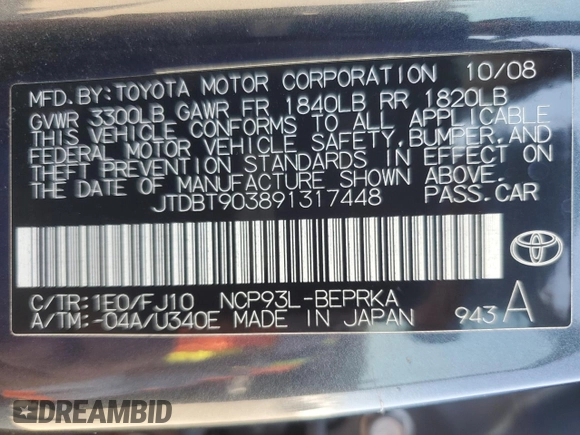 MFD.BY:TOYOTA MOTOR CORPORATION 10/08
GVWR 3300LB GAWR FR 1840LB RR 1820LB
THIS VEHICLE CONFORMS TO ALL APPLICABLE
FEDERAL MOTOR VEHICLE SAFETY,BUMPER,AND
THEFT PREVENTION STANDARDS IN EFFECT ON
THE DATE OF MANUFACTURE SHOWN ABOVE.
JTDBT903891317448 PASS.CAR
TOYOTA
C/TR:1E0/FJ10 NCP93L-BEPRKA
A/TM:-04A/U340E MADE IN JAPAN 943 A
DREAMBID